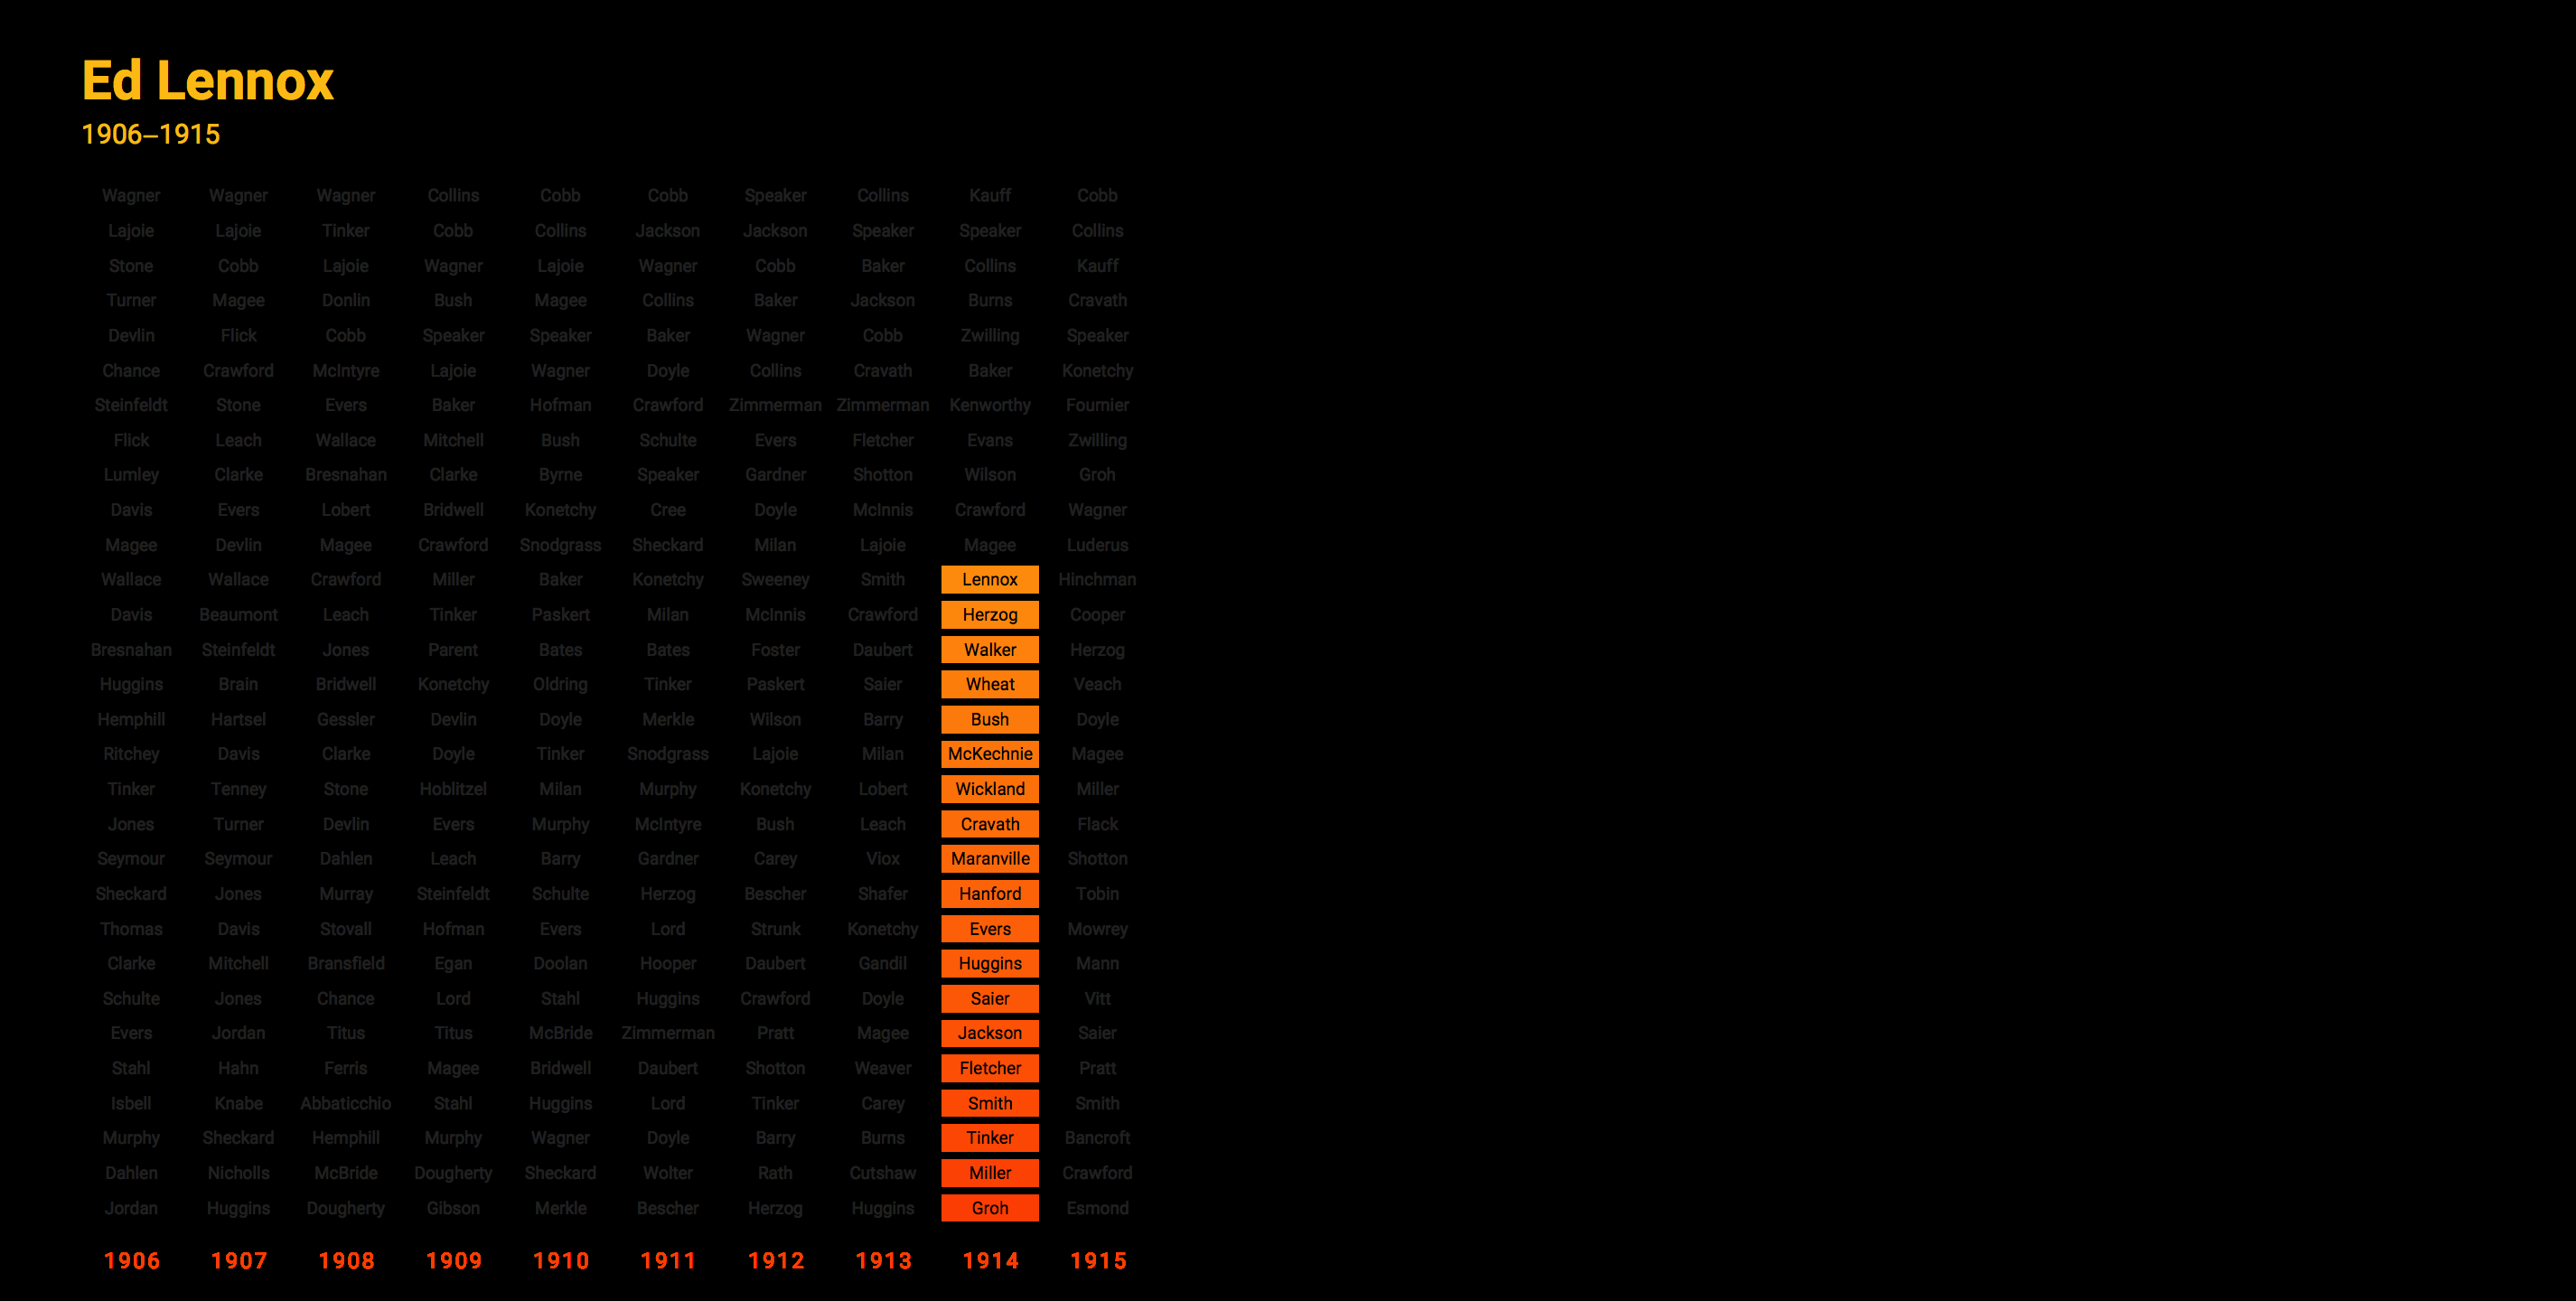 Ed Lennox
1906–1915
Wagner Wagner Wagner Collins Cobb Cobb Speaker Collins Kauff Cobb
Lajoie Lajoie Tinker Cobb Collins Jackson Jackson Speaker Speaker Collins
Stone Cobb Lajoie Wagner Lajoie Wagner Cobb Baker Collins Kauff
Turner Magee Donlin Bush Magee Collins Baker Jackson Burns Cravath
Devlin Flick Cobb Speaker Speaker Baker Wagner Cobb Zwilling Speaker
Chance Crawford McIntyre Lajoie Wagner Doyle Collins Cravath Baker Konetchy
Steinfeldt Stone Evers Baker Hofman Crawford Zimmerman Zimmerman Kenworthy Fournier
Flick Leach Wallace Mitchell Bush Schulte Evers Fletcher Evans Zwilling
Lumley Clarke Bresnahan Clarke Byrne Speaker Gardner Shotton Wilson Groh
Davis Evers Lobert Bridwell Konetchy Cree Doyle McInnis Crawford Wagner
Magee Devlin Magee Crawford Snodgrass Sheckard Milan Lajoie Magee Luderus
Wallace Wallace Crawford Miller Baker Konetchy Sweeney Smith Lennox Hinchman
Davis Beaumont Leach Tinker Paskert Milan McInnis Crawford Herzog Cooper
Bresnahan Steinfeldt Jones Parent Bates Bates Foster Daubert Walker Herzog
Huggins Brain Bridwell Konetchy Oldring Tinker Paskert Saier Wheat Veach
Hemphill Hartsel Gessler Devlin Doyle Merkle Wilson Barry Bush Doyle
Ritchey Davis Clarke Doyle Tinker Snodgrass Lajoie Milan McKechnie Magee
Tinker Tenney Stone Hoblitzel Milan Murphy Konetchy Lobert Wickland Miller
Jones Turner Devlin Evers Murphy McIntyre Bush Leach Cravath Flack
Seymour Seymour Dahlen Leach Barry Gardner Carey Viox Maranville Shotton
Sheckard Jones Murray Steinfeldt Schulte Herzog Bescher Shafer Hanford Tobin
Thomas Davis Stovall Hofman Evers Lord Strunk Konetchy Evers Mowrey
Clarke Mitchell Bransfield Egan Doolan Hooper Daubert Gandil Huggins Mann
Schulte Jones Chance Lord Stahl Huggins Crawford Doyle Saier Vitt
Evers Jordan Titus Titus McBride Zimmerman Pratt Magee Jackson Saier
Stahl Hahn Ferris Magee Bridwell Daubert Shotton Weaver Fletcher Pratt
Isbell Knabe Abbaticchio Stahl Huggins Lord Tinker Carey Smith Smith
Murphy Sheckard Hemphill Murphy Wagner Doyle Barry Burns Tinker Bancroft
Dahlen Nicholls McBride Dougherty Sheckard Wolter Rath Cutshaw Miller Crawford
Jordan Huggins Dougherty Gibson Merkle Bescher Herzog Huggins Groh Esmond
1906 1907 1908 1909 1910 1911 1912 1913 1914 1915